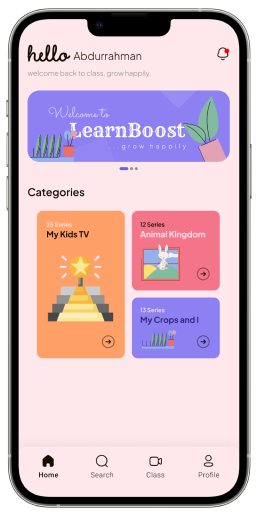 hello Abdurrahman
welcome back to class, grow happily.
Welcome to
LearnBoost
...grow happily
Categories
25 Series
My Kids TV
12 Series
Animal Kingdom
13 Series
My Crops and I
Home
Search
Class
Profile